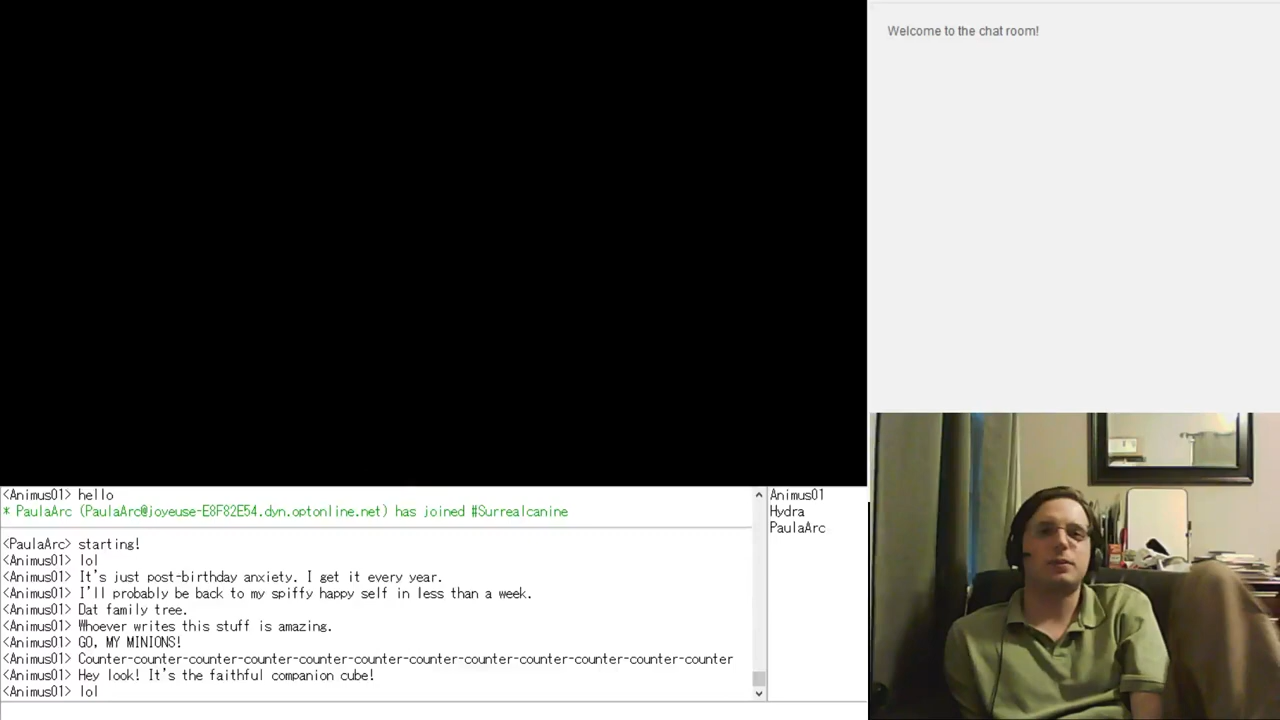 Welcome to the chat room!
<Animus01> hello
* PaulaArc (PaulaArc@joyeuse-E8F82E54.dyn.optonline.net) has joined #Surrealcanine
<PaulaArc> starting!
<Animus01> lol
<Animus01> It's just post-birthday anxiety. I get it every year.
<Animus01> I'll probably be back to my spiffy happy self in less than a week.
<Animus01> Dat family tree.
<Animus01> Whoever writes this stuff is amazing.
<Animus01> GO, MY MINIONS!
<Animus01> Counter-counter-counter-counter-counter-counter-counter-counter-counter-counter-counter-counter
<Animus01> Hey look! It's the faithful companion cube!
<Animus01> lol
Animus01
Hydra
PaulaArc